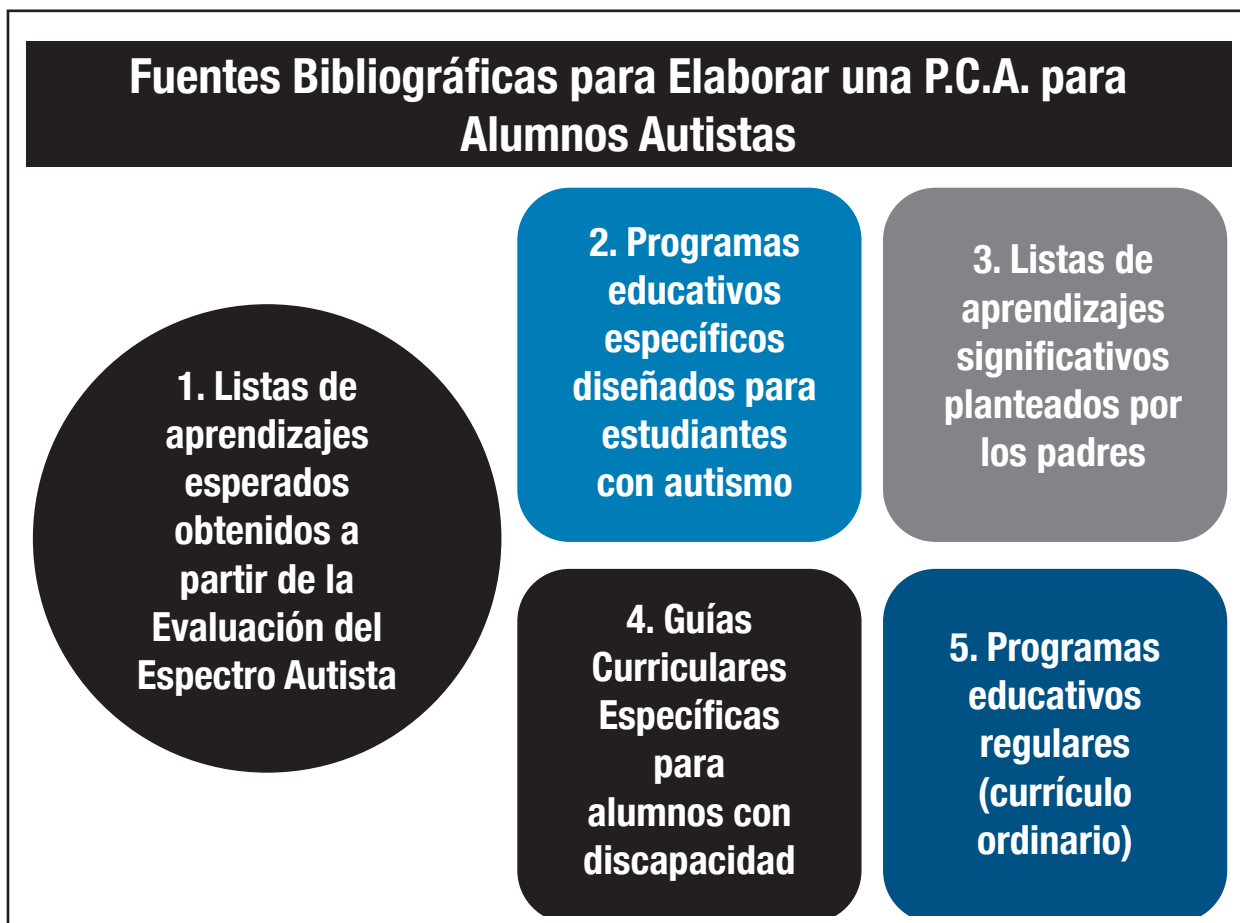 Fuentes Bibliográficas para Elaborar una P.C.A. para
Alumnos Autistas
1. Listas de
aprendizajes
esperados
obtenidos a
partir de la
Evaluación del
Espectro Autista
2. Programas
educativos
específicos
diseñados para
estudiantes
con autismo
3. Listas de
aprendizajes
significativos
planteados por
los padres
4. Guías
Curriculares
Específicas
para
alumnos con
discapacidad
5. Programas
educativos
regulares
(currículo
ordinario)